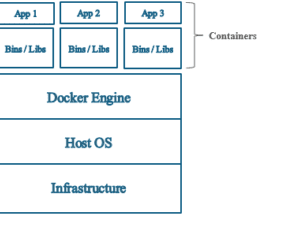 App 1 App 2 App 3
Containers
Bins / Libs Bins / Libs Bins / Libs
Docker Engine
Host OS
Infrastructure